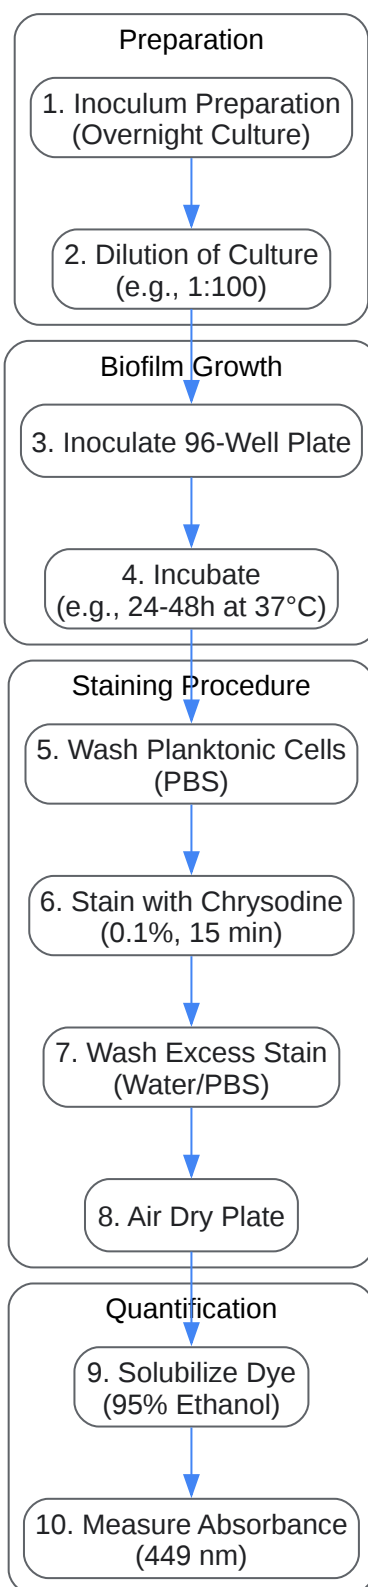 Preparation
1. Inoculum Preparation
(Overnight Culture)
2. Dilution of Culture
(e.g., 1:100)
Biofilm Growth
3. Inoculate 96-Well Plate
4. Incubate
(e.g., 24-48h at 37°C)
Staining Procedure
5. Wash Planktonic Cells
(PBS)
6. Stain with Chrysodine
(0.1%, 15 min)
7. Wash Excess Stain
(Water/PBS)
8. Air Dry Plate
Quantification
9. Solubilize Dye
(95% Ethanol)
10. Measure Absorbance
(449 nm)